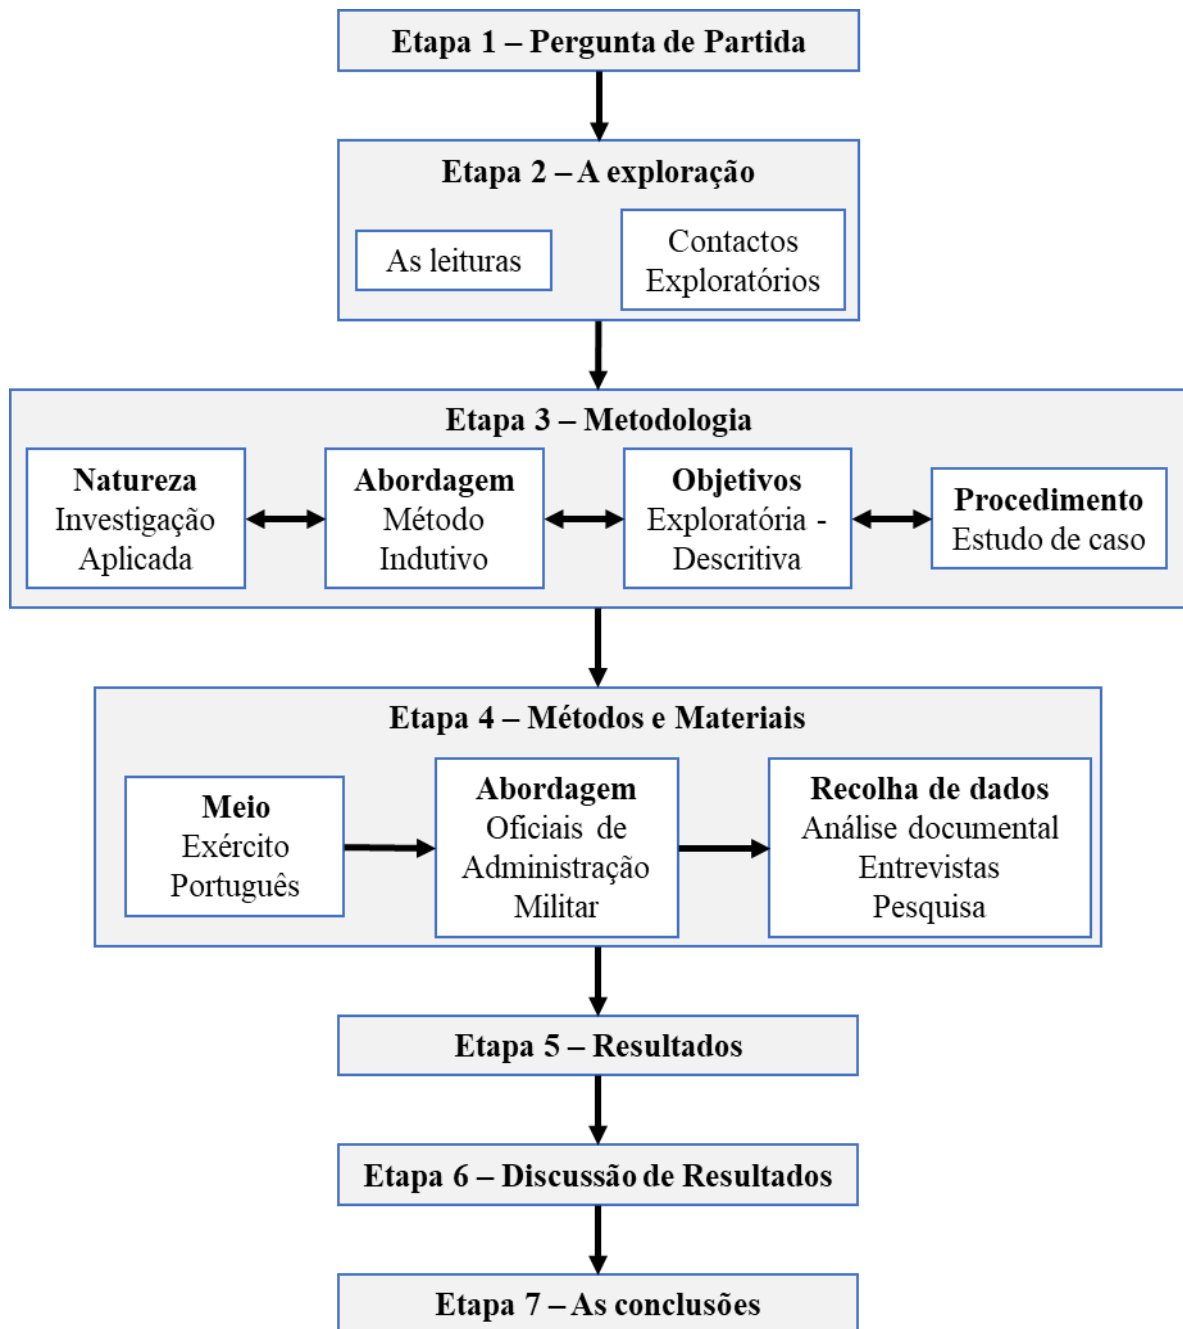 Etapa 1 – Pergunta de Partida
Etapa 2 – A exploração
As leituras
Contactos
Exploratórios
Etapa 3 – Metodologia
Natureza
Investigação
Aplicada
Abordagem
Método
Indutivo
Objetivos
Exploratória -
Descritiva
Procedimento
Estudo de caso
Etapa 4 – Métodos e Materiais
Meio
Exército
Português
Abordagem
Oficiais de
Administração
Militar
Recolha de dados
Análise documental
Entrevistas
Pesquisa
Etapa 5 – Resultados
Etapa 6 – Discussão de Resultados
Etapa 7 – As conclusões